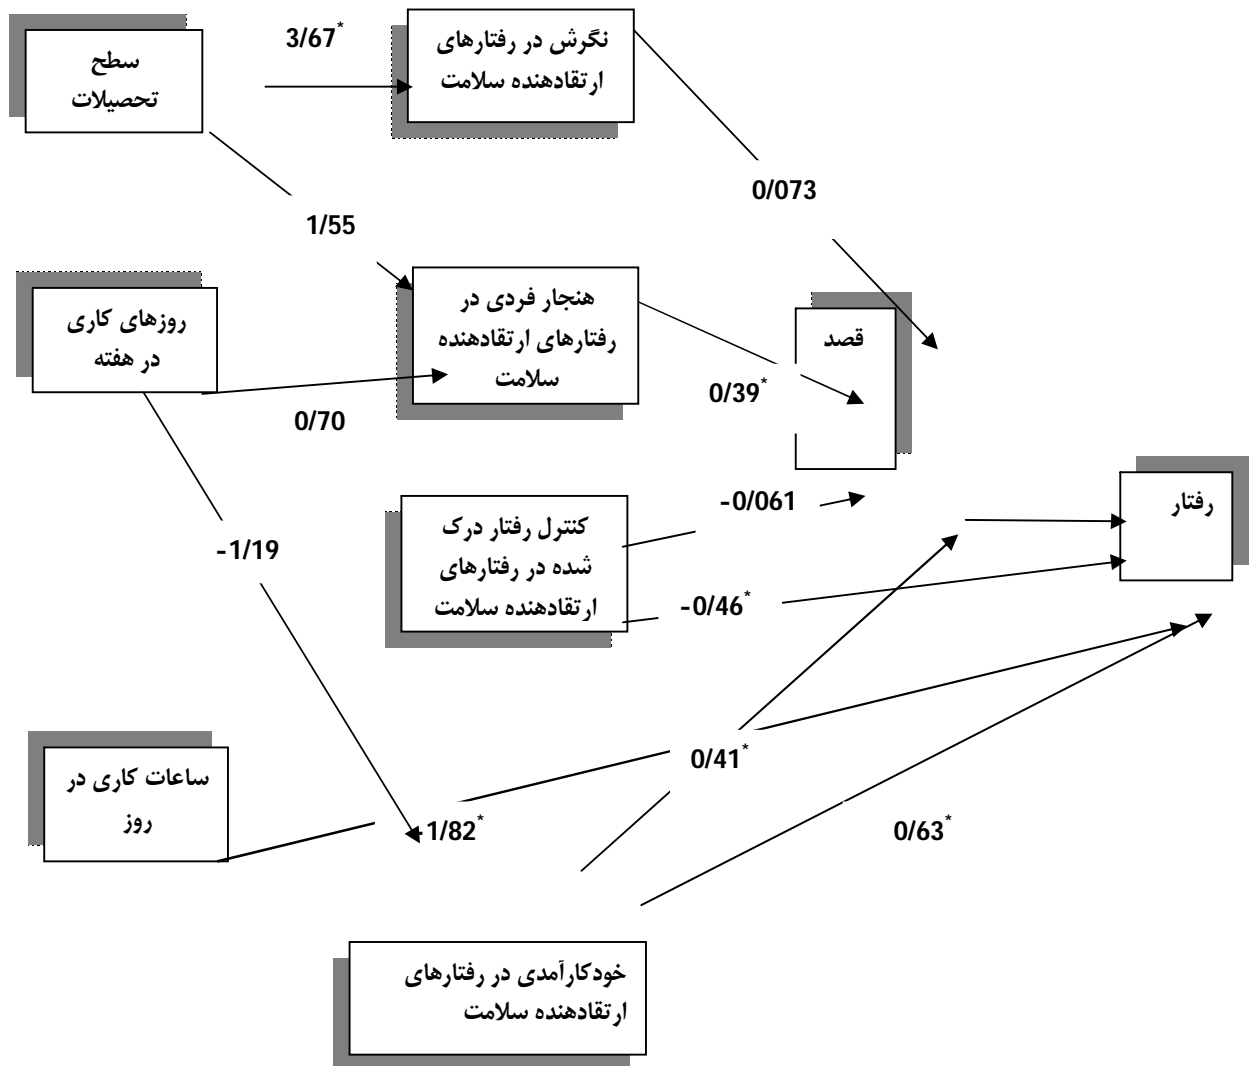 3/67*
نگرش در رفتارهای
ارتقادهنده سلامت
سطح
تحصیلات
0/073
1/55
روزهای کاری
در هفته
هنجار فردی در
رفتارهای ارتقادهنده
سلامت
قصد
0/39*
0/70
-0/061
رفتار
کنترل رفتار درک
شده در رفتارهای
ارتقادهنده سلامت
-1/19
-0/46*
ساعات کاری در
روز
0/41*
-1/82*
0/63*
خودکارآمدی در رفتارهای
ارتقادهنده سلامت